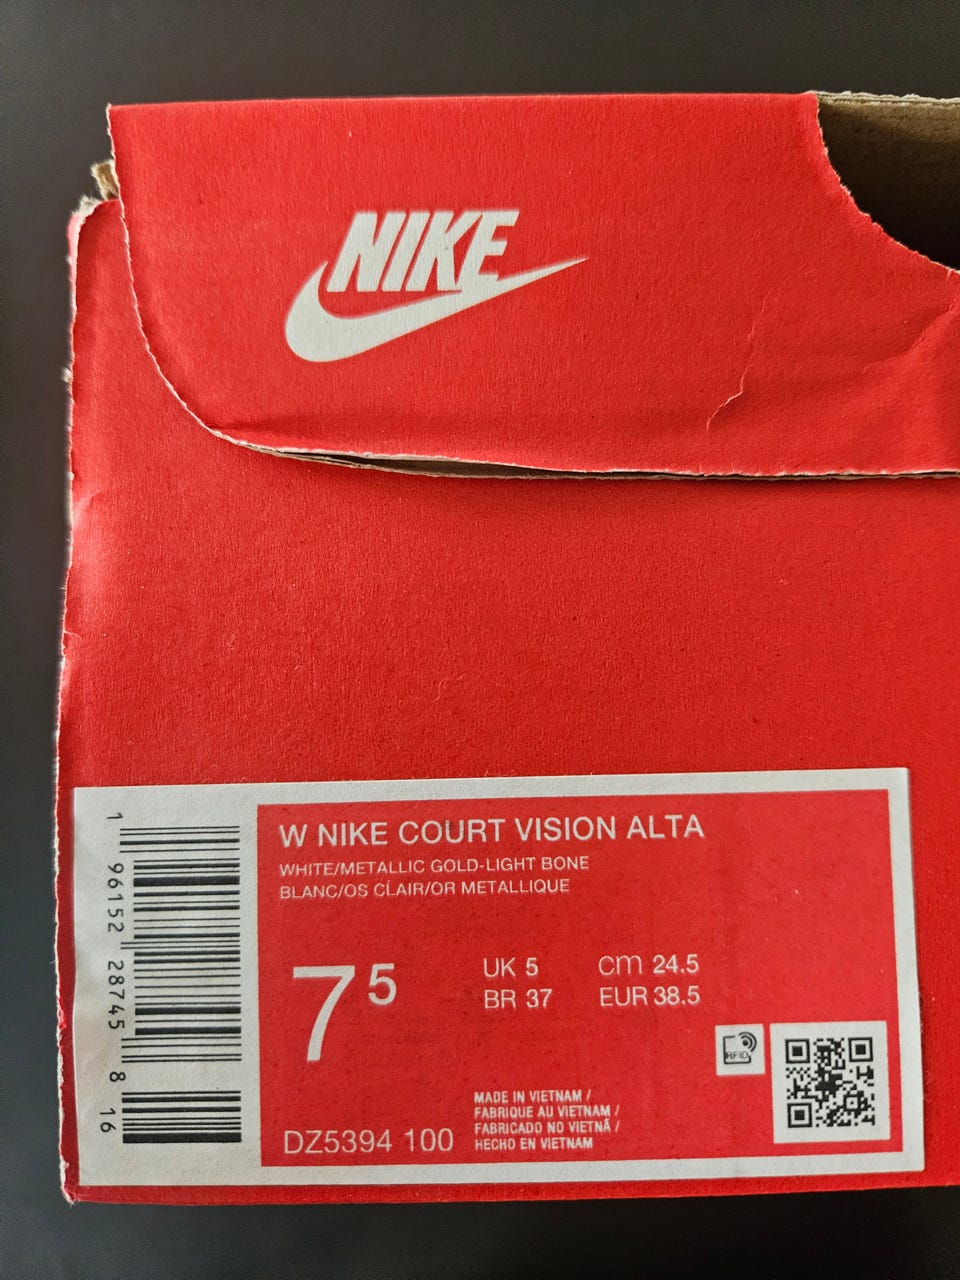 NIKE
W NIKE COURT VISION ALTA
WHITE/METALLIC GOLD-LIGHT BONE
BLANC/OS CLAIR/OR METALLIQUE
7 5
UK 5 cm 24.5
BR 37 EUR 38.5
RFID
MADE IN VIETNAM /
FABRIQUE AU VIETNAM /
FABRICADO NO VIETNÃ /
HECHO EN VIETNAM
DZ5394 100
1 96152 28745 8 16